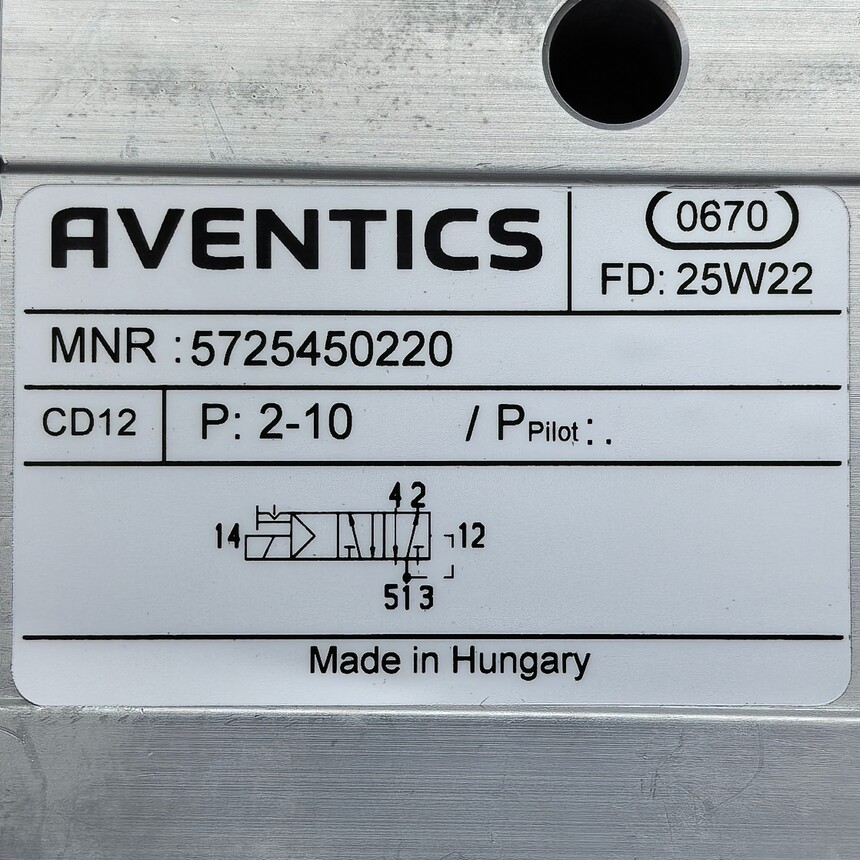 AVENTICS
0670
FD: 25W22
MNR :5725450220
CD12 P: 2-10 / PPilot:.
4 2
14 12
5 1 3
Made in Hungary